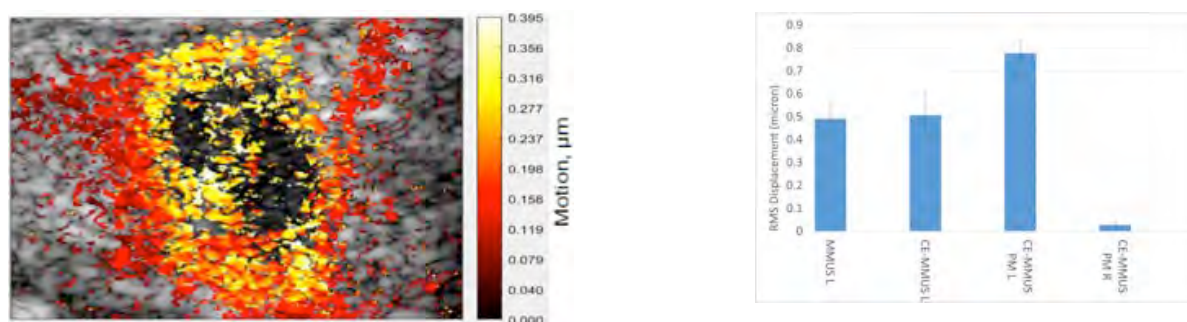 0.395
0.356
0.316
0.277
0.237
0.198
0.158
0.119
0.079
0.040
0.000
Motion, µm
0.9
0.8
0.7
0.6
0.5
0.4
0.3
0.2
0.1
0
RMS Displacement (micron)
MMUS L
CE-MMUS L
CE-MMUS
PM L
CE-MMUS
PM R